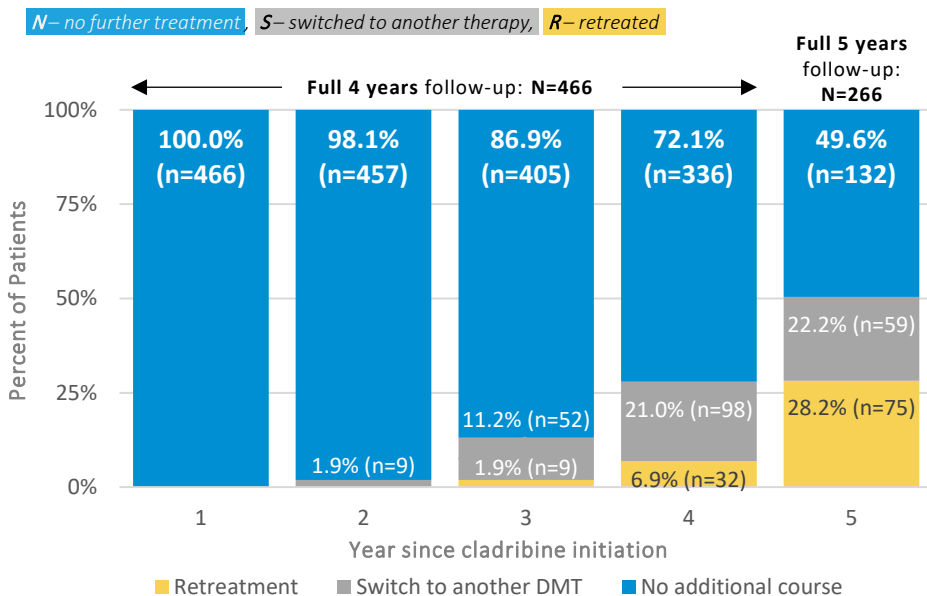 N– no further treatment, S– switched to another therapy, R– retreated
Full 5 years
follow-up:
N=266
Full 4 years follow-up: N=466
100%
75%
50%
25%
0%
Percent of Patients
100.0%
(n=466)
98.1%
(n=457)
1.9% (n=9)
86.9%
(n=405)
11.2% (n=52)
1.9% (n=9)
72.1%
(n=336)
21.0% (n=98)
6.9% (n=32)
49.6%
(n=132)
22.2% (n=59)
28.2% (n=75)
1 2 3 4 5
Year since cladribine initiation
Retreatment Switch to another DMT No additional course